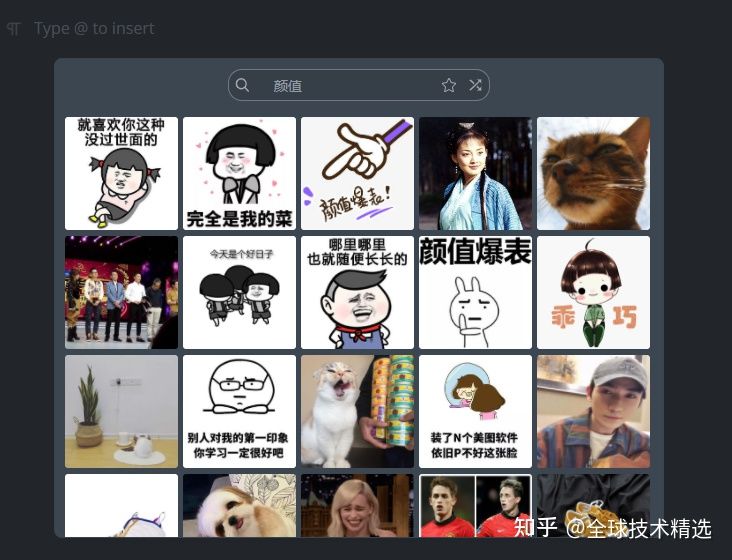 Type @ to insert
颜值
就喜欢你这种
没过世面的
完全是我的菜
颜值爆表!
今天是个好日子
哪里哪里
也就随便长长的
颜值爆表
乖巧
别人对我的第一印象
你学习一定很好吧
装了N个美图软件
依旧P不好这张脸
知乎 @全球技术精选